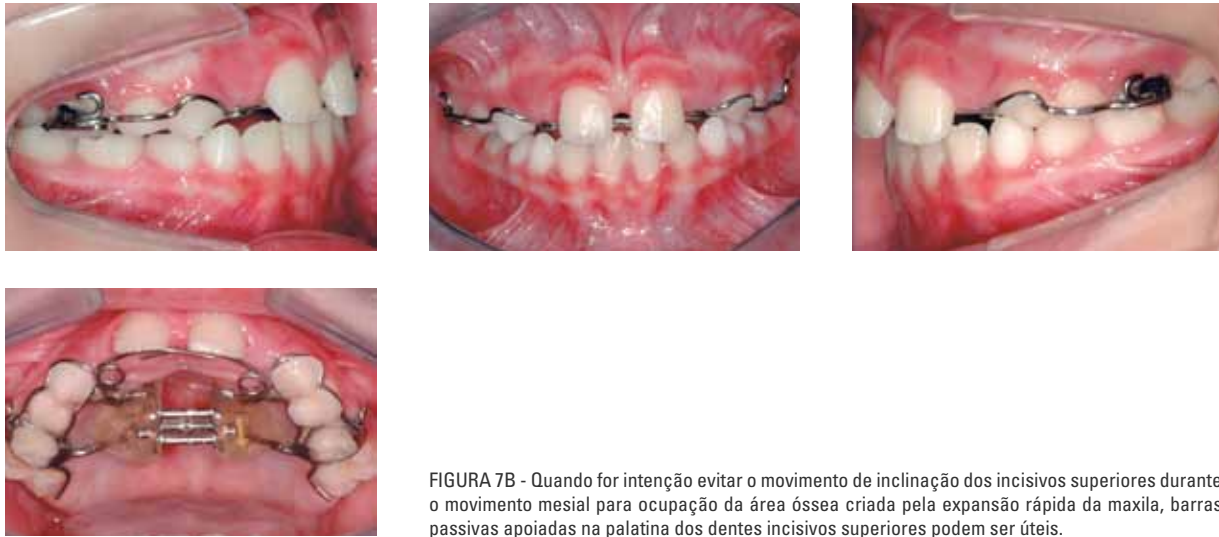 FIGURA 7B - Quando for intenção evitar o movimento de inclinação dos incisivos superiores durante
o movimento mesial para ocupação da área óssea criada pela expansão rápida da maxila, barras
passivas apoiadas na palatina dos dentes incisivos superiores podem ser úteis.